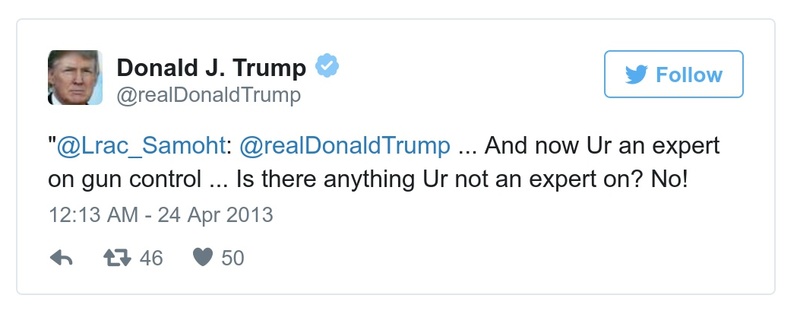 Donald J. Trump
@realDonaldTrump
Follow
"@Lrac_Samoht: @realDonaldTrump ... And now Ur an expert
on gun control ... Is there anything Ur not an expert on? No!
12:13 AM - 24 Apr 2013
46 50